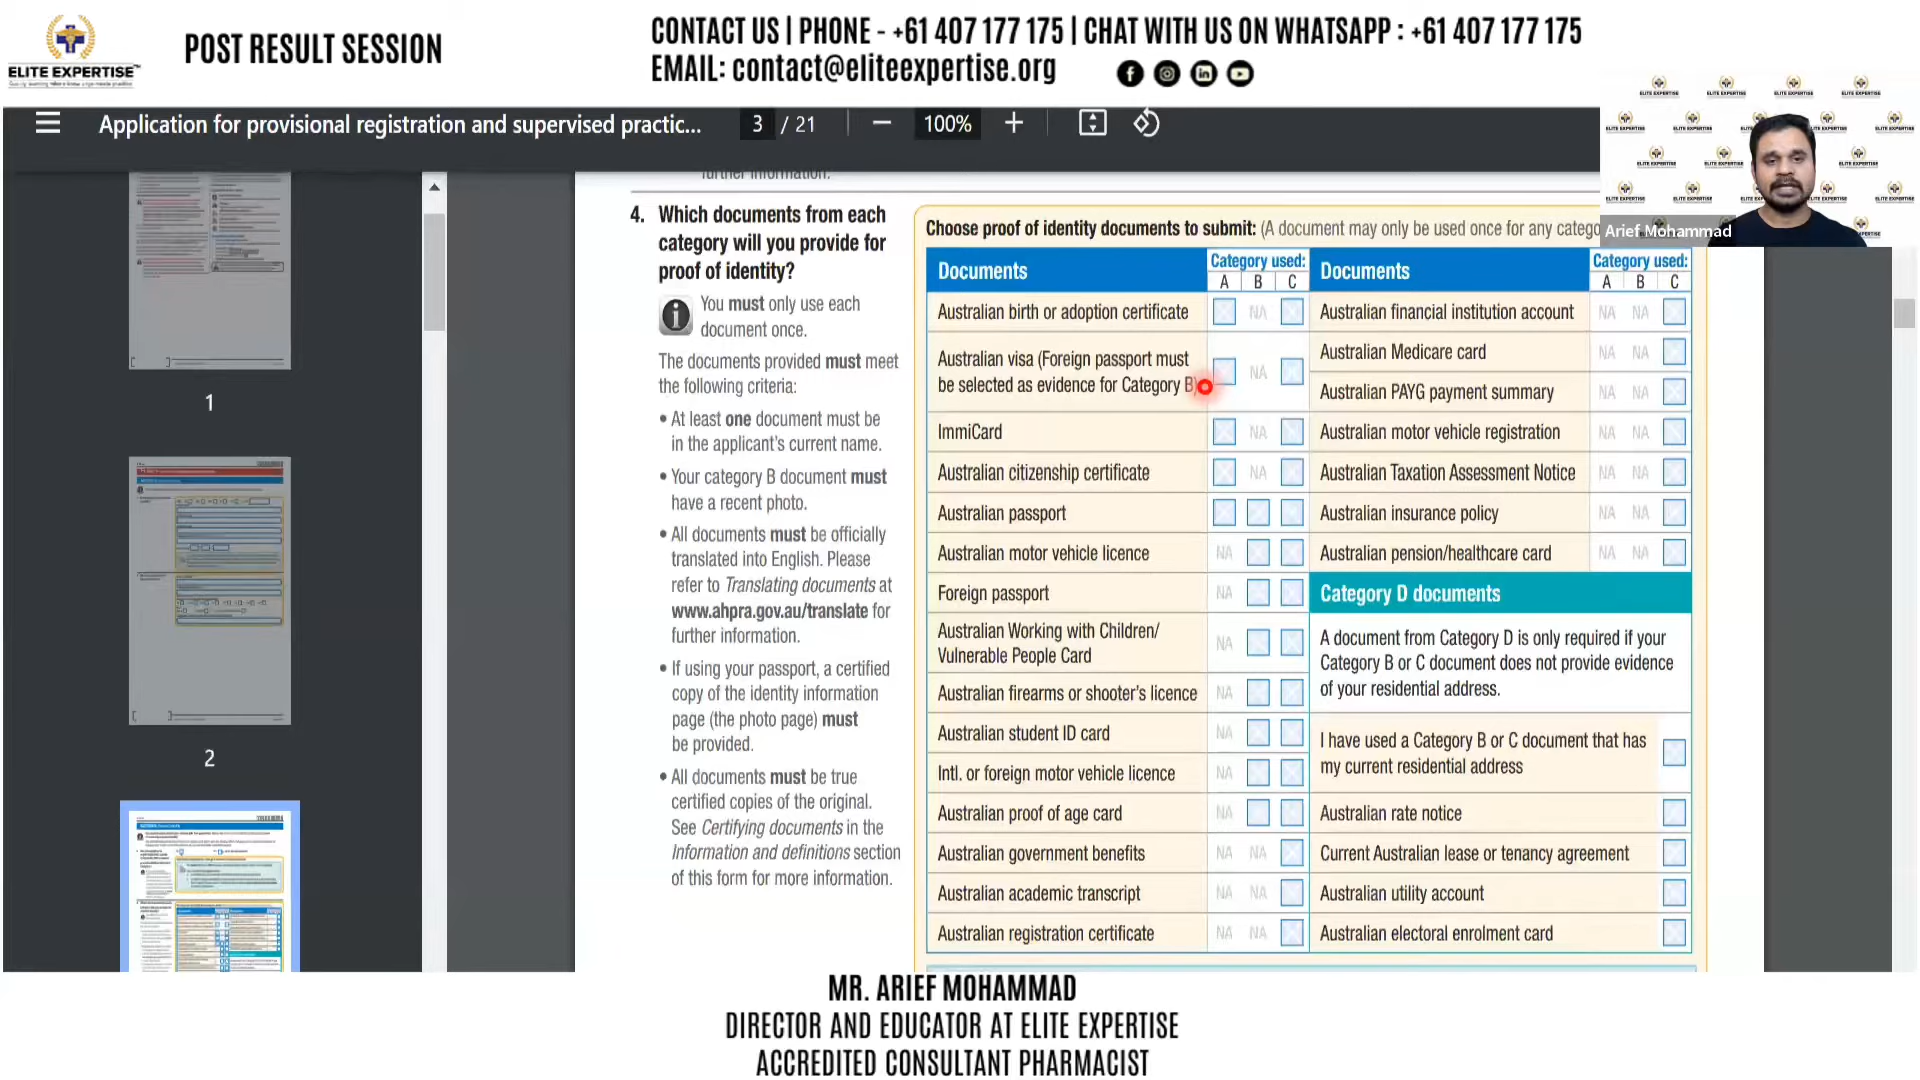 ELITE EXPERTISE
POST RESULT SESSION
CONTACT US | PHONE - +61 407 177 175 | CHAT WITH US ON WHATSAPP : +61 407 177 175
EMAIL: contact@eliteexpertise.org
Application for provisional registration and supervised practic...
3 / 21
100%
Arief Mohammad
1
2
further information.
4. Which documents from each
category will you provide for
proof of identity?
You must only use each
document once.
The documents provided must meet
the following criteria:
• At least one document must be
in the applicant's current name.
• Your category B document must
have a recent photo.
• All documents must be officially
translated into English. Please
refer to Translating documents at
www.ahpra.gov.au/translate for
further information.
• If using your passport, a certified
copy of the identity information
page (the photo page) must
be provided.
• All documents must be true
certified copies of the original.
See Certifying documents in the
Information and definitions section
of this form for more information.
Choose proof of identity documents to submit: (A document may only be used once for any catego
Documents
Category used:
A B C
Australian birth or adoption certificate
NA
Australian visa (Foreign passport must
be selected as evidence for Category B)
NA
ImmiCard
NA
Australian citizenship certificate
NA
Australian passport
Australian motor vehicle licence
NA
Foreign passport
NA
Australian Working with Children/
Vulnerable People Card
NA
Australian firearms or shooter's licence
NA
Australian student ID card
NA
Intl. or foreign motor vehicle licence
NA
Australian proof of age card
NA
Australian government benefits
NA NA
Australian academic transcript
NA NA
Australian registration certificate
NA NA
Documents
Category used:
A B C
Australian financial institution account
NA NA
Australian Medicare card
NA NA
Australian PAYG payment summary
NA NA
Australian motor vehicle registration
NA NA
Australian Taxation Assessment Notice
NA NA
Australian insurance policy
NA NA
Australian pension/healthcare card
NA NA
Category D documents
A document from Category D is only required if your
Category B or C document does not provide evidence
of your residential address.
I have used a Category B or C document that has
my current residential address
Australian rate notice
Current Australian lease or tenancy agreement
Australian utility account
Australian electoral enrolment card
MR. ARIEF MOHAMMAD
DIRECTOR AND EDUCATOR AT ELITE EXPERTISE
ACCREDITED CONSULTANT PHARMACIST